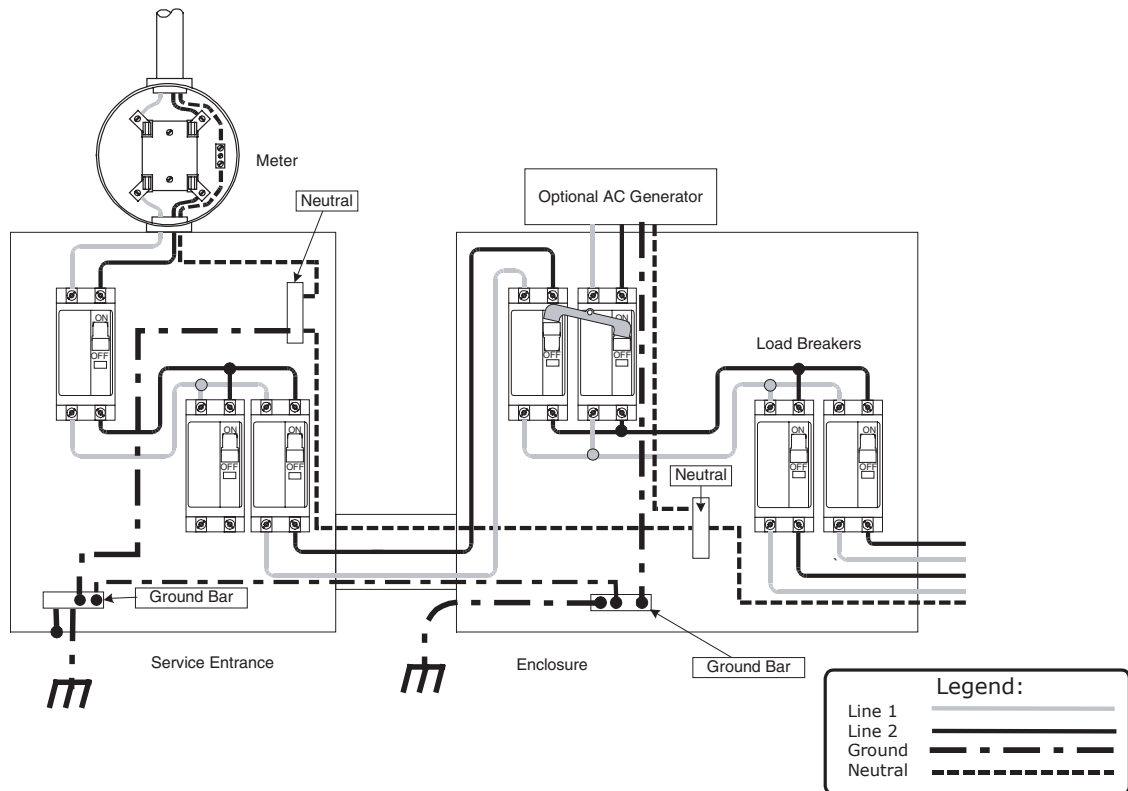 Meter
Neutral
Optional AC Generator
ON
OFF
ON
OFF
ON
OFF
Load Breakers
ON
OFF
ON
OFF
ON
OFF
ON
OFF
Neutral
Ground Bar
Service Entrance
Enclosure
Ground Bar
Legend:
Line 1
Line 2
Ground
Neutral